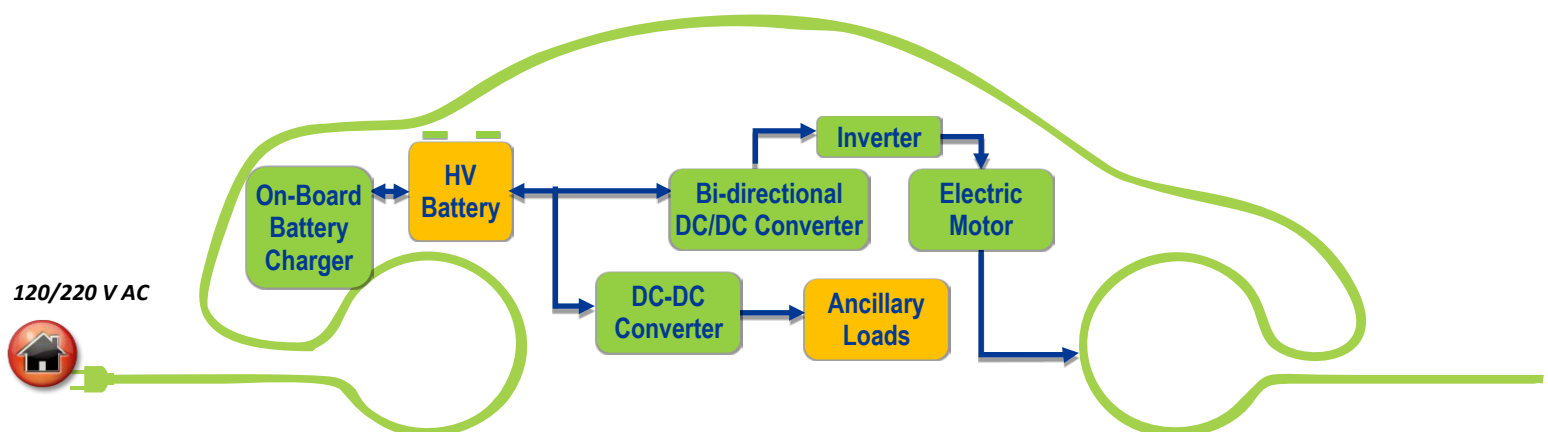 120/220 V AC
On-Board
Battery
Charger
HV
Battery
Bi-directional
DC/DC Converter
Inverter
Electric
Motor
DC-DC
Converter
Ancillary
Loads